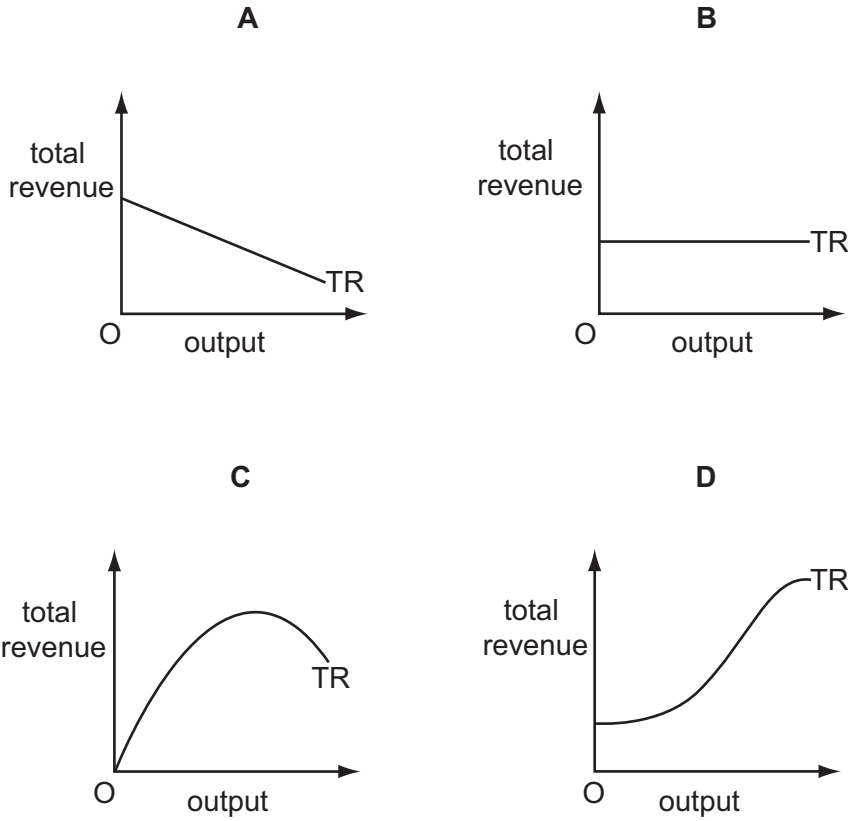 A
total
revenue
TR
O
output
B
total
revenue
TR
O
output
C
total
revenue
TR
O
output
D
total
revenue
TR
O
output